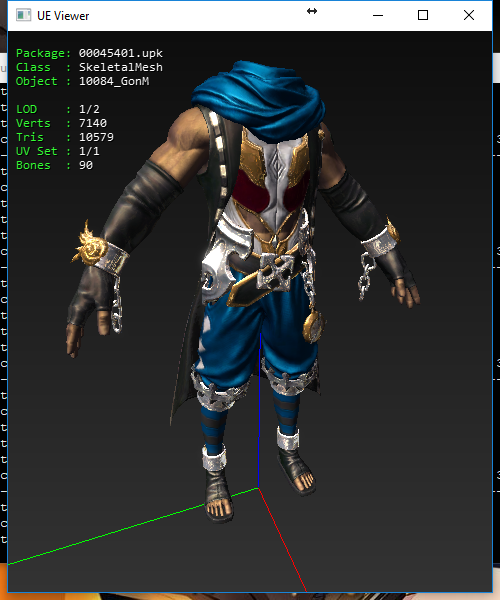 UE Viewer
Package: 00045401.upk
Class : SkeletalMesh
Object : 10084_GonM
LOD : 1/2
Verts : 7140
Tris : 10579
UV Set : 1/1
Bones : 90